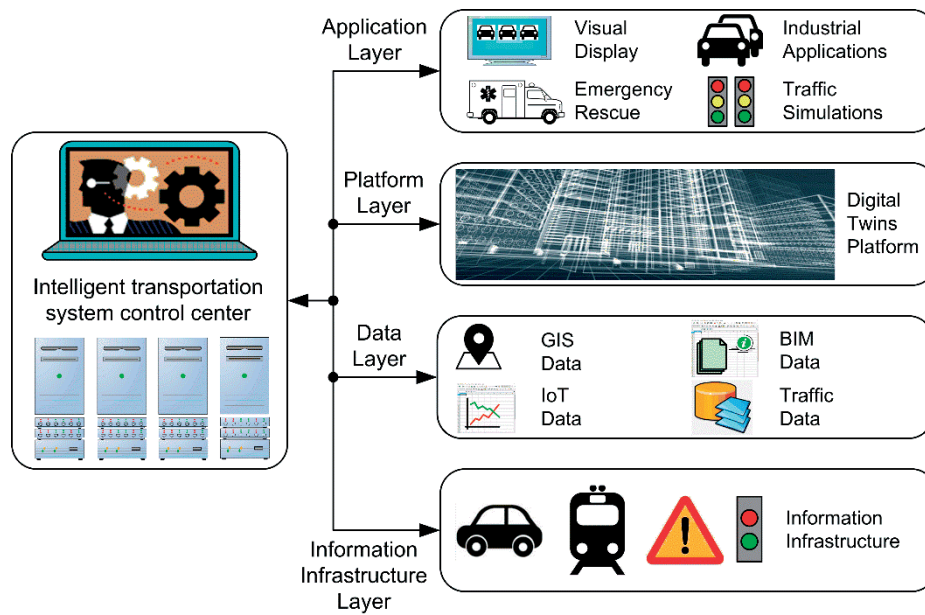 Application
Layer
Visual
Display
Industrial
Applications
Emergency
Rescue
Traffic
Simulations
Platform
Layer
Digital
Twins
Platform
Intelligent transportation
system control center
Data
Layer
GIS
Data
BIM
Data
IoT
Data
Traffic
Data
Information
Infrastructure
Layer
Information
Infrastructure